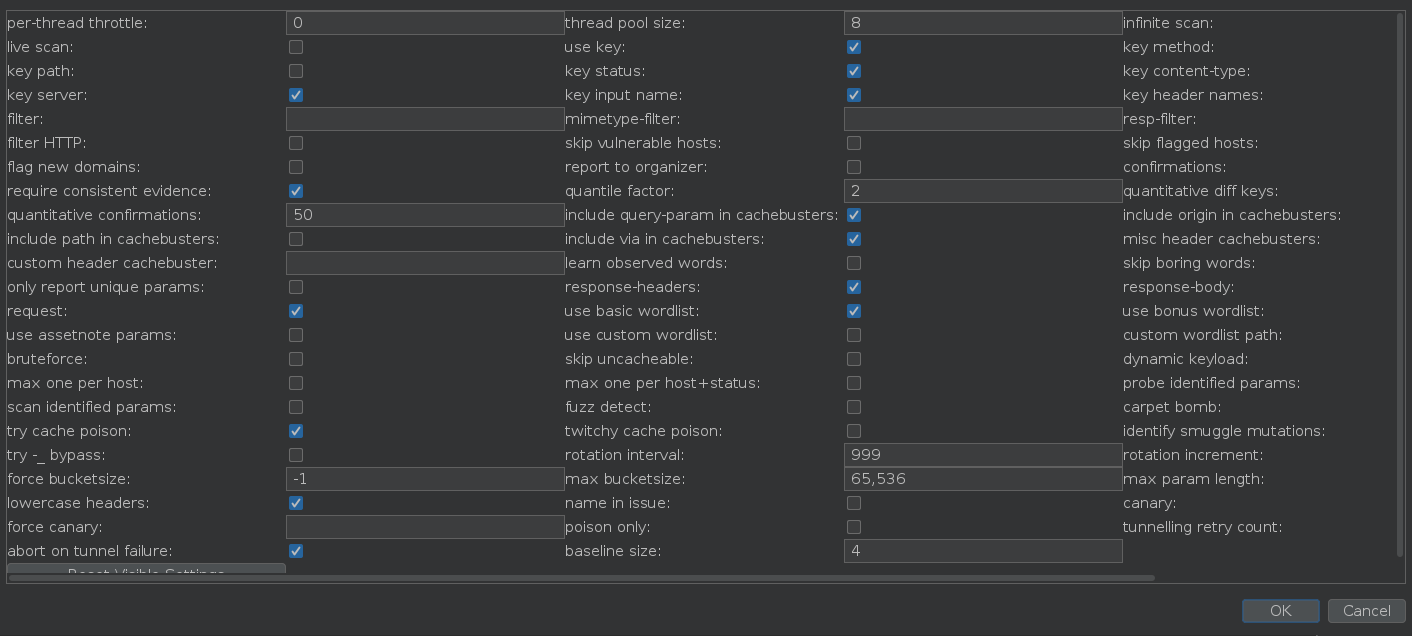 per-thread throttle: 0 thread pool size: 8 infinite scan:
live scan: use key: key method:
key path: key status: key content-type:
key server: key input name: key header names:
filter: mimetype-filter: resp-filter:
filter HTTP: skip vulnerable hosts: skip flagged hosts:
flag new domains: report to organizer: confirmations:
require consistent evidence: quantile factor: 2 quantitative diff keys:
quantitative confirmations: 50 include query-param in cachebusters: include origin in cachebusters:
include path in cachebusters: include via in cachebusters: misc header cachebusters:
custom header cachebuster: learn observed words: skip boring words:
only report unique params: response-headers: response-body:
request: use basic wordlist: use bonus wordlist:
use assetnote params: use custom wordlist: custom wordlist path:
bruteforce: skip uncacheable: dynamic keyload:
max one per host: max one per host+status: probe identified params:
scan identified params: fuzz detect: carpet bomb:
try cache poison: twitchy cache poison: identify smuggle mutations:
try -_ bypass: rotation interval: 999 rotation increment:
force bucketsize: -1 max bucketsize: 65,536 max param length:
lowercase headers: name in issue: canary:
force canary: poison only: tunnelling retry count:
abort on tunnel failure: baseline size: 4
Reset Visible Settings
OK Cancel